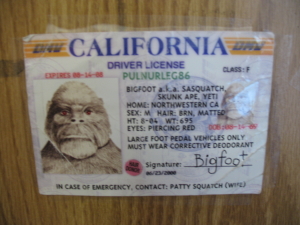 DMV CALIFORNIA DMV
DRIVER LICENSE
PULNURLEG86
CLASS: F
BIGFOOT a.k.a. SASQUATCH,
SKUNK APE, YETI
HOME: NORTHWESTERN CA
SEX: M HAIR: BRN, MATTED
HT: 8-04 WT: 695
EYES: PIERCING RED
LARGE FOOT PEDAL VEHICLES ONLY
MUST WEAR CORRECTIVE DEODORANT
Signature: Bigfoot
IN CASE OF EMERGENCY, CONTACT: PATTY SQUATCH (WIFE)